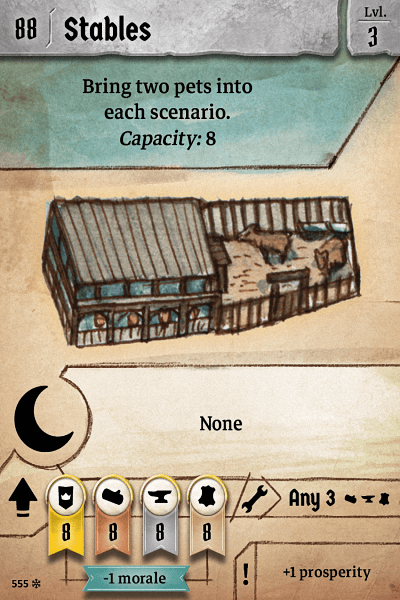 88 Stables
Lvl.
3
Bring two pets into
each scenario.
Capacity: 8
None
8 8 8 8
Any 3
-1 morale
! +1 prosperity
555